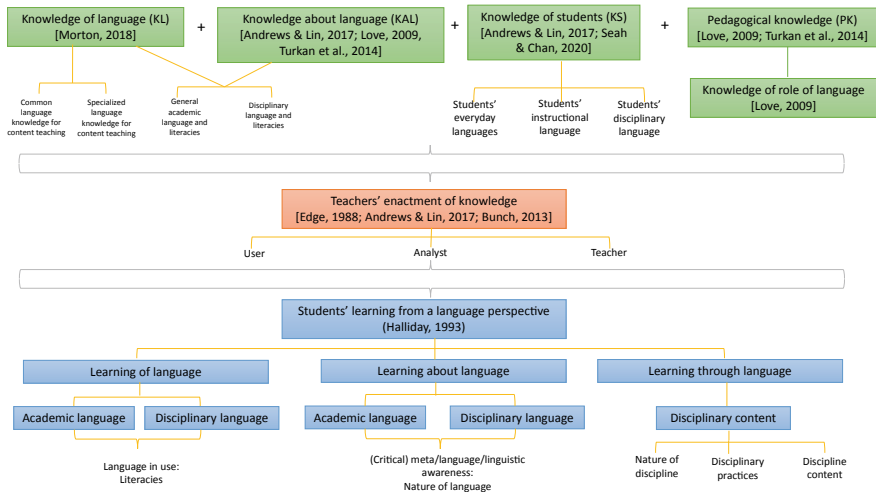 Knowledge of language (KL)
[Morton, 2018]
+
Knowledge about language (KAL)
[Andrews & Lin, 2017; Love, 2009,
Turkan et al., 2014]
+
Knowledge of students (KS)
[Andrews & Lin, 2017; Seah
& Chan, 2020]
+
Pedagogical knowledge (PK)
[Love, 2009; Turkan et al., 2014]
Knowledge of role of language
[Love, 2009]
Common
language
knowledge for
content teaching
Specialized
language
knowledge for
content teaching
General
academic
language and
literacies
Disciplinary
language and
literacies
Students'
everyday
languages
Students'
instructional
language
Students'
disciplinary
language
Teachers' enactment of knowledge
[Edge, 1988; Andrews & Lin, 2017; Bunch, 2013]
User
Analyst
Teacher
Students' learning from a language perspective
(Halliday, 1993)
Learning of language
Learning about language
Learning through language
Academic language
Disciplinary language
Academic language
Disciplinary language
Disciplinary content
Language in use:
Literacies
(Critical) meta/language/linguistic
awareness:
Nature of language
Nature of
discipline
Disciplinary
practices
Discipline
content